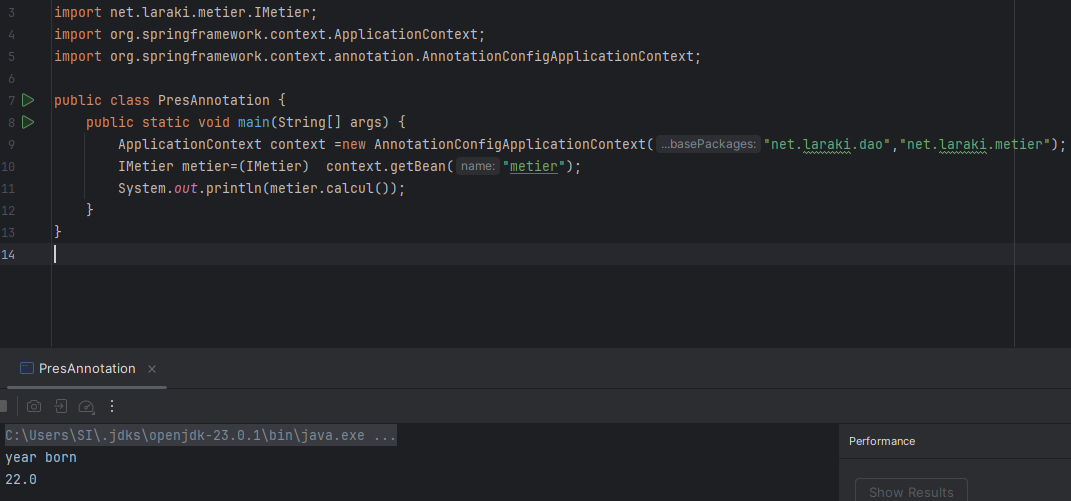 3 import net.laraki.metier.IMetier;
4 import org.springframework.context.ApplicationContext;
5 import org.springframework.context.annotation.AnnotationConfigApplicationContext;
6
7 public class PresAnnotation {
8 public static void main(String[] args) {
9 ApplicationContext context =new AnnotationConfigApplicationContext( ...basePackages: "net.laraki.dao","net.laraki.metier");
10 IMetier metier=(IMetier)  context.getBean( name: "metier");
11 System.out.println(metier.calcul());
12 }
13 }
14
PresAnnotation ×
C:\Users\SI\.jdks\openjdk-23.0.1\bin\java.exe ...
Performance
year born
22.0
Show Results